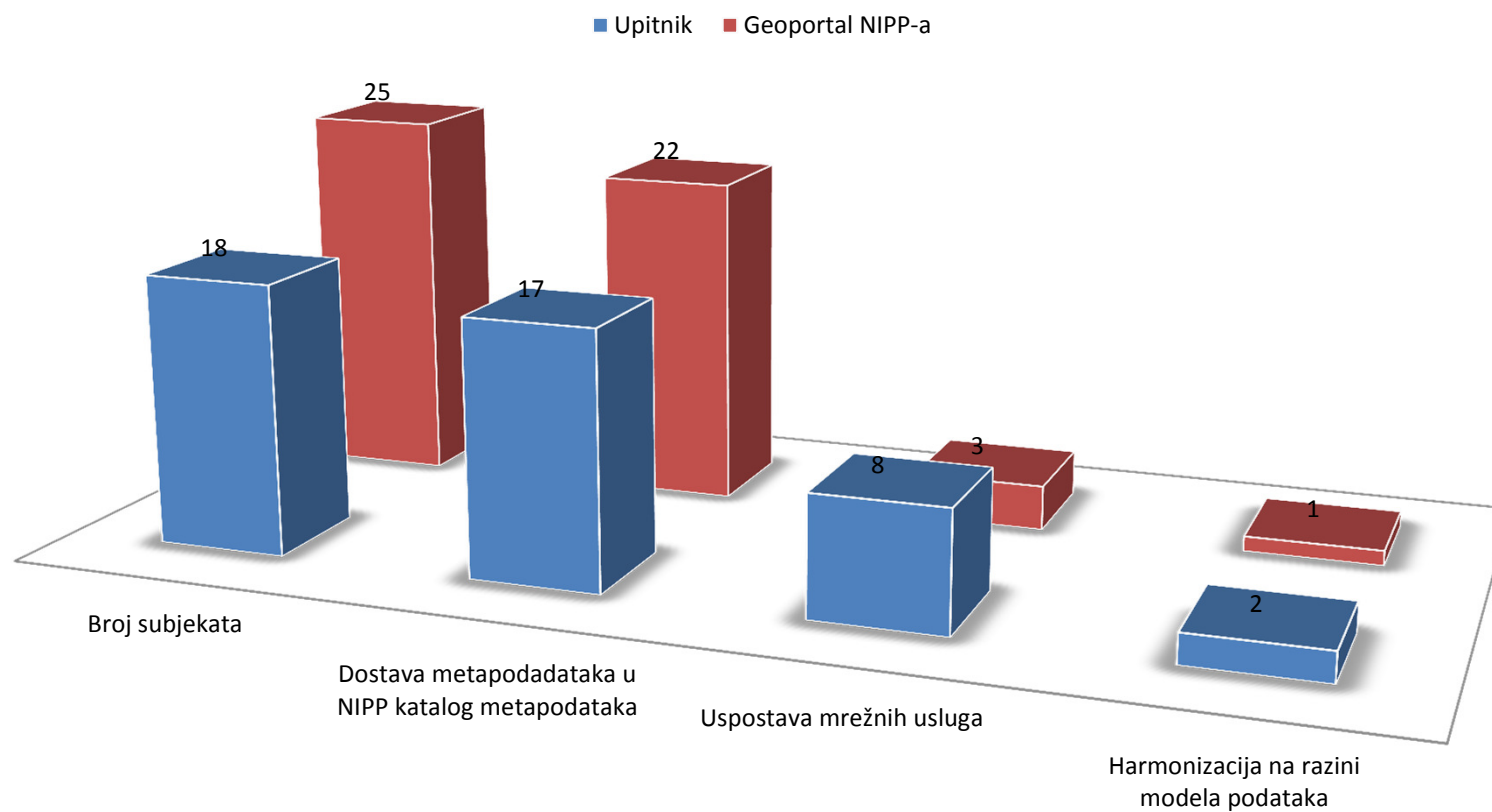 Upitnik Geoportal NIPP-a
25
22
18
17
3
8
1
2
Broj subjekata
Dostava metapodadataka u
NIPP katalog metapodataka
Uspostava mrežnih usluga
Harmonizacija na razini
modela podataka